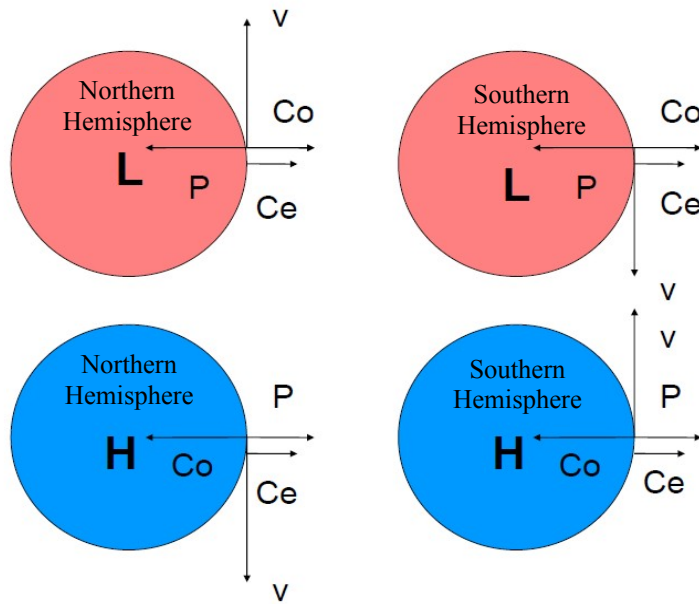 v
Northern
Hemisphere
Co
L
P
Ce
Southern
Hemisphere
Co
L
P
Ce
v
Northern
Hemisphere
P
H
Co
Ce
v
v
Southern
Hemisphere
P
H
Co
Ce